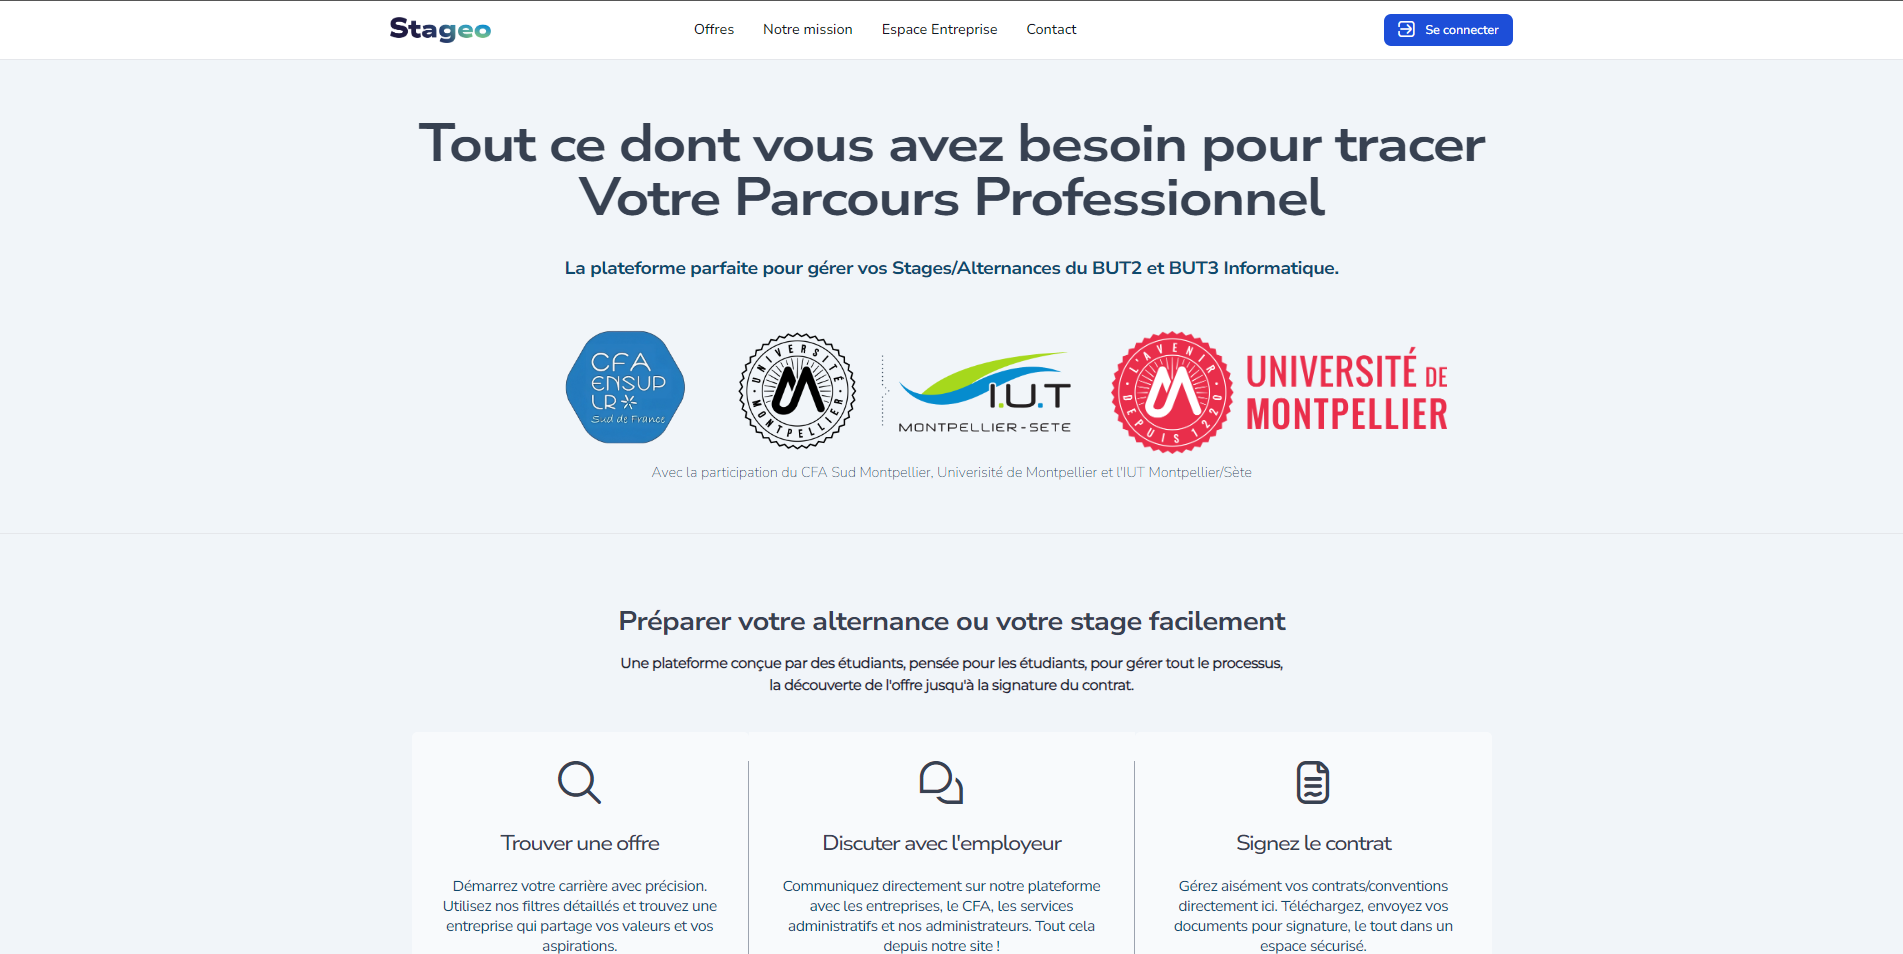 Stageo
Offres
Notre mission
Espace Entreprise
Contact
Se connecter
Tout ce dont vous avez besoin pour tracer
Votre Parcours Professionnel
La plateforme parfaite pour gérer vos Stages/Alternances du BUT2 et BUT3 Informatique.
CFA
ENSUP
LR
Sud de France
UNIVERSITÉ
MONTPELLIER
I.U.T
MONTPELLIER-SETE
L'AVENIR
DEPUIS 1220
UNIVERSITÉ DE
MONTPELLIER
Avec la participation du CFA Sud Montpellier, Univerisité de Montpellier et l'IUT Montpellier/Sète
Préparer votre alternance ou votre stage facilement
Une plateforme conçue par des étudiants, pensée pour les étudiants, pour gérer tout le processus,
la découverte de l'offre jusqu'à la signature du contrat.
Trouver une offre
Démarrez votre carrière avec précision.
Utilisez nos filtres détaillés et trouvez une
entreprise qui partage vos valeurs et vos
aspirations.
Discuter avec l'employeur
Communiquez directement sur notre plateforme
avec les entreprises, le CFA, les services
administratifs et nos administrateurs. Tout cela
depuis notre site !
Signez le contrat
Gérez aisément vos contrats/conventions
directement ici. Téléchargez, envoyez vos
documents pour signature, le tout dans un
espace sécurisé.